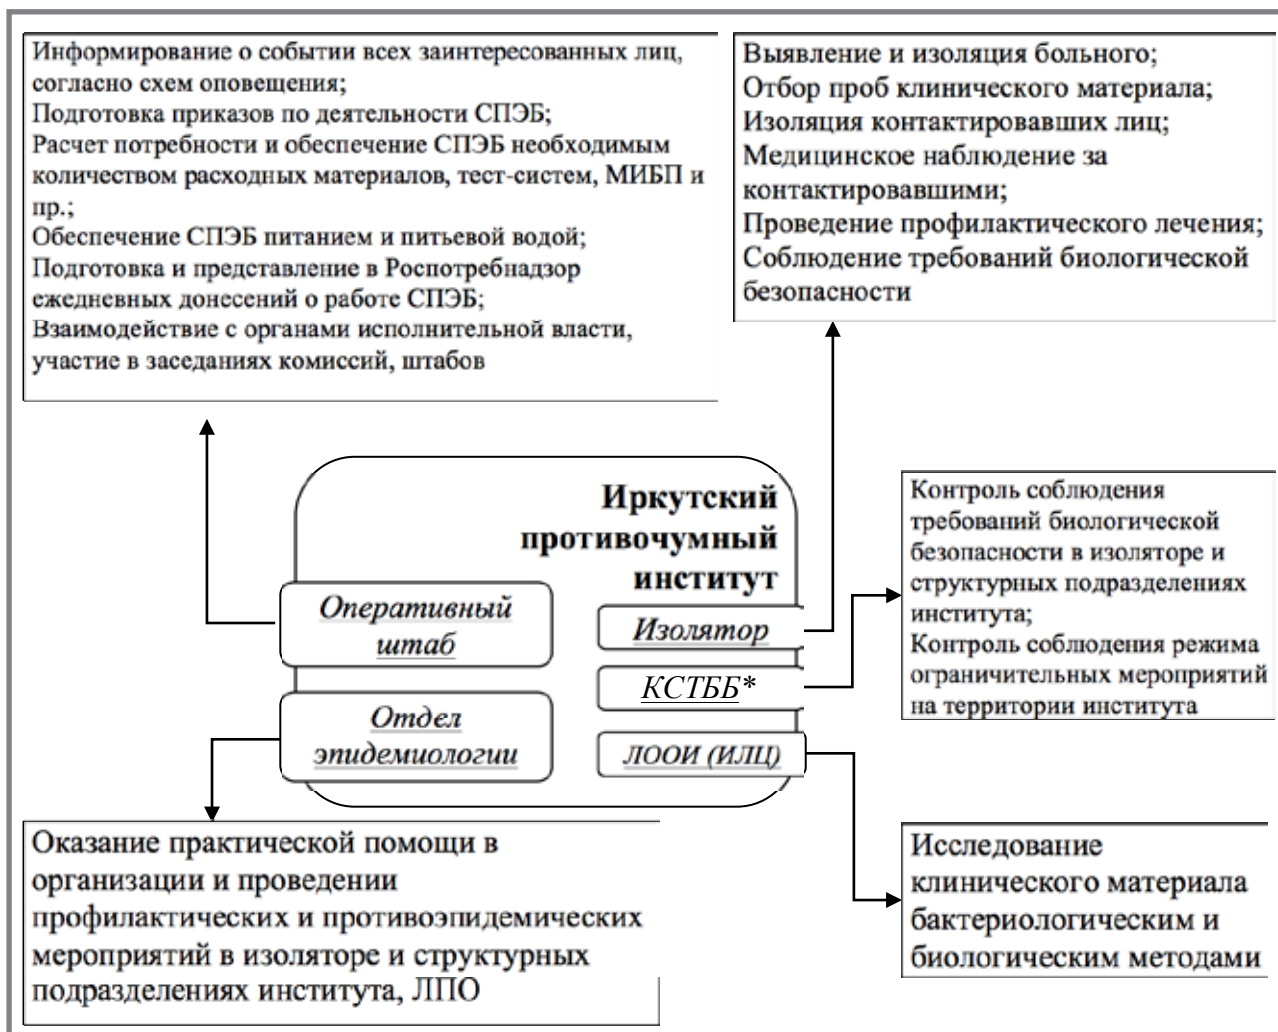 Информирование о событии всех заинтересованных лиц,
согласно схем оповещения;
Подготовка приказов по деятельности СПЭБ;
Расчет потребности и обеспечение СПЭБ необходимым
количеством расходных материалов, тест-систем, МИБП и
пр.;
Обеспечение СПЭБ питанием и питьевой водой;
Подготовка и представление в Роспотребнадзор
ежедневных донесений о работе СПЭБ;
Взаимодействие с органами исполнительной власти,
участие в заседаниях комиссий, штабов
Выявление и изоляция больного;
Отбор проб клинического материала;
Изоляция контактировавших лиц;
Медицинское наблюдение за
контактировавшими;
Проведение профилактического лечения;
Соблюдение требований биологической
безопасности
Иркутский
противочумный
институт
Оперативный
штаб
Отдел
эпидемиологии
Изолятор
КСТББ*
ЛООИ (ИЛЦ)
Контроль соблюдения
требований биологической
безопасности в изоляторе и
структурных подразделениях
института;
Контроль соблюдения режима
ограничительных мероприятий
на территории института
Оказание практической помощи в
организации и проведении
профилактических и противоэпидемических
мероприятий в изоляторе и структурных
подразделениях института, ЛПО
Исследование
клинического материала
бактериологическим и
биологическим методами